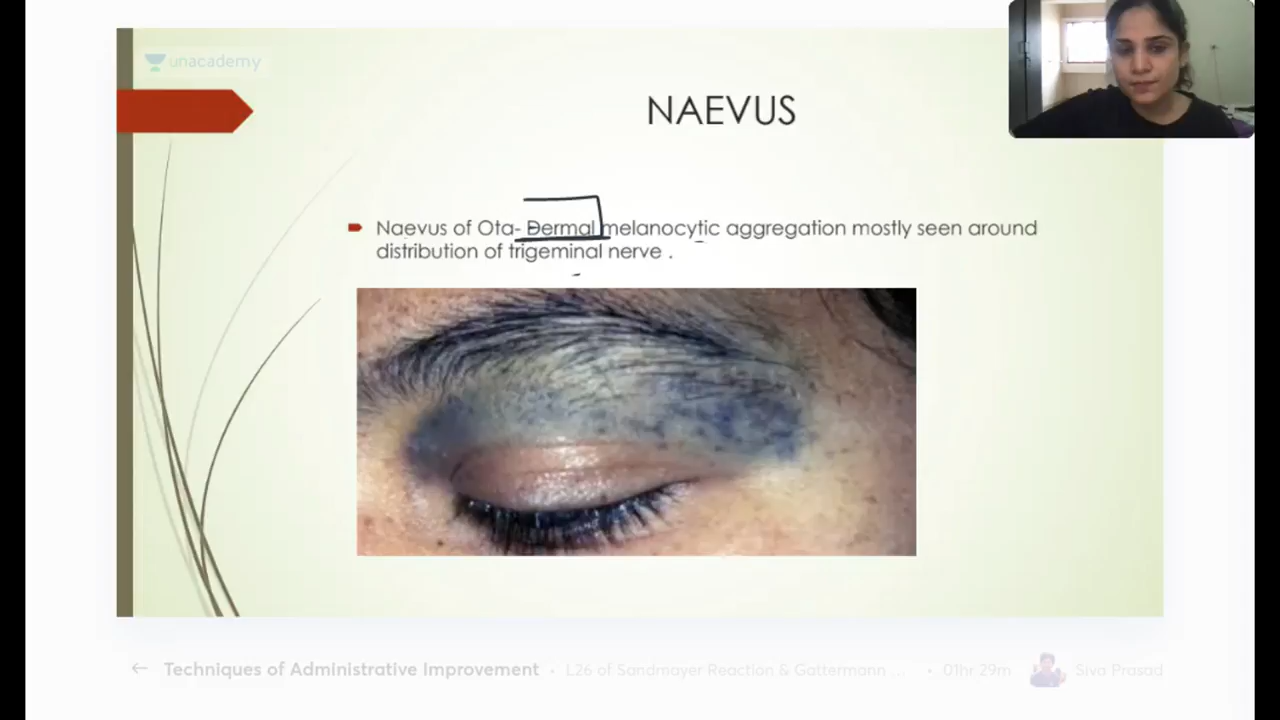 unacademy
NAEVUS
Naevus of Ota- Dermal melanocytic aggregation mostly seen around
distribution of trigeminal nerve .
Techniques of Administrative Improvement • L26 of Sandmayer Reaction & Gattermann ... • 01hr 29m Siva Prasad